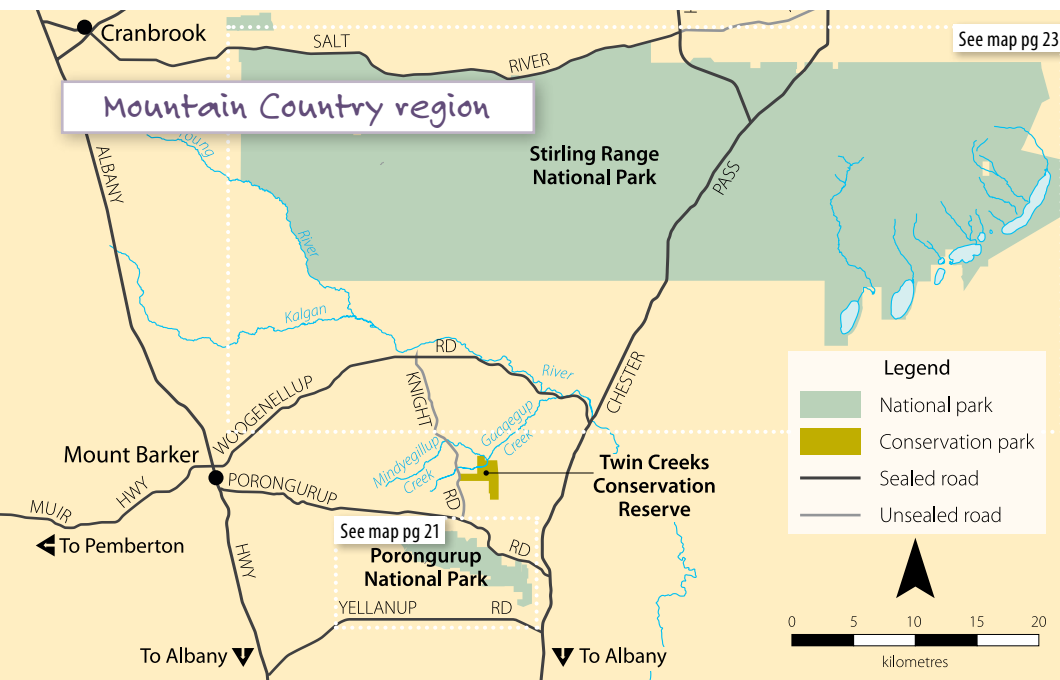 Cranbrook
SALT
RIVER
See map pg 23
Mountain Country region
Young
River
ALBANY
Stirling Range
National Park
PASS
Kalgan
RD
River
CHESTER
WOOGENELLUP
KNIGHT
RD
Mindyegillup
Creek
Guagegup
Creek
Mount Barker
Twin Creeks
Conservation
Reserve
PORONGURUP
RD
MUIR
HWY
To Pemberton
HWY
See map pg 21
Porongurup
National Park
YELLANUP
RD
To Albany
To Albany
Legend
National park
Conservation park
Sealed road
Unsealed road
0
5
10
15
20
kilometres